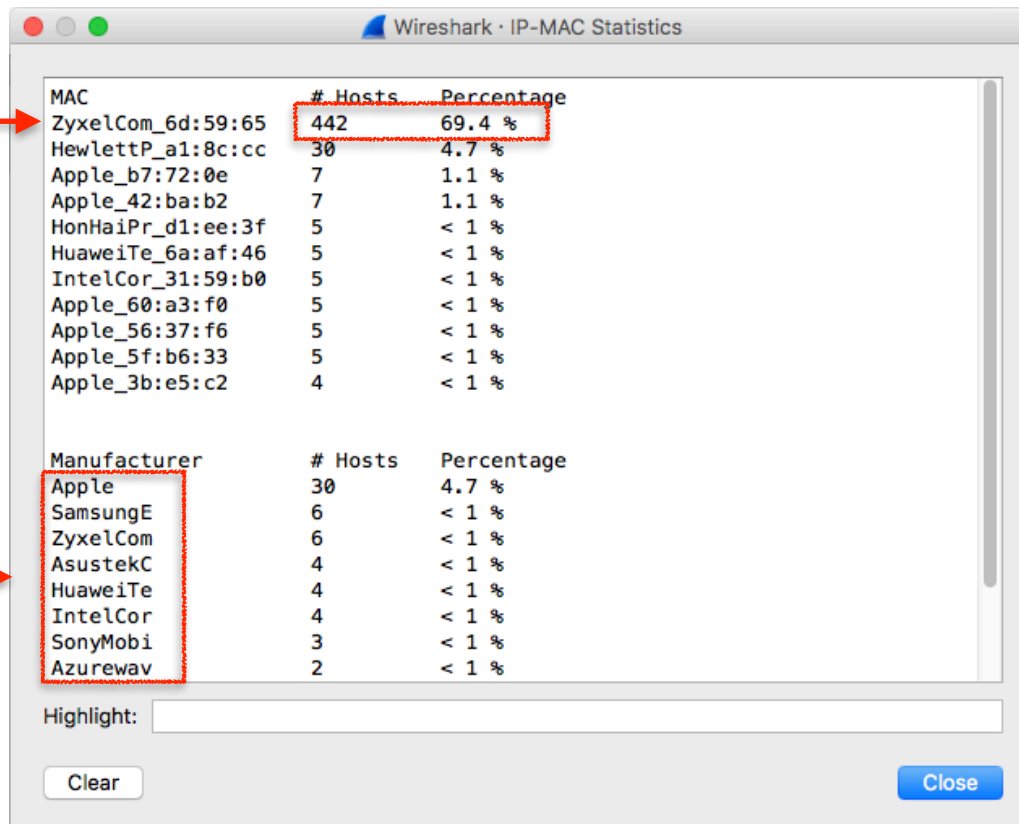 Wireshark · IP-MAC Statistics
MAC # Hosts Percentage
ZyxelCom_6d:59:65 442 69.4 %
HewlettP_a1:8c:cc 30 4.7 %
Apple_b7:72:0e 7 1.1 %
Apple_42:ba:b2 7 1.1 %
HonHaiPr_d1:ee:3f 5 < 1 %
HuaweiTe_6a:af:46 5 < 1 %
IntelCor_31:59:b0 5 < 1 %
Apple_60:a3:f0 5 < 1 %
Apple_56:37:f6 5 < 1 %
Apple_5f:b6:33 5 < 1 %
Apple_3b:e5:c2 4 < 1 %
Manufacturer # Hosts Percentage
Apple 30 4.7 %
SamsungE 6 < 1 %
ZyxelCom 6 < 1 %
AsustekC 4 < 1 %
HuaweiTe 4 < 1 %
IntelCor 4 < 1 %
SonyMobi 3 < 1 %
Azurewav 2 < 1 %
Highlight:
Clear Close